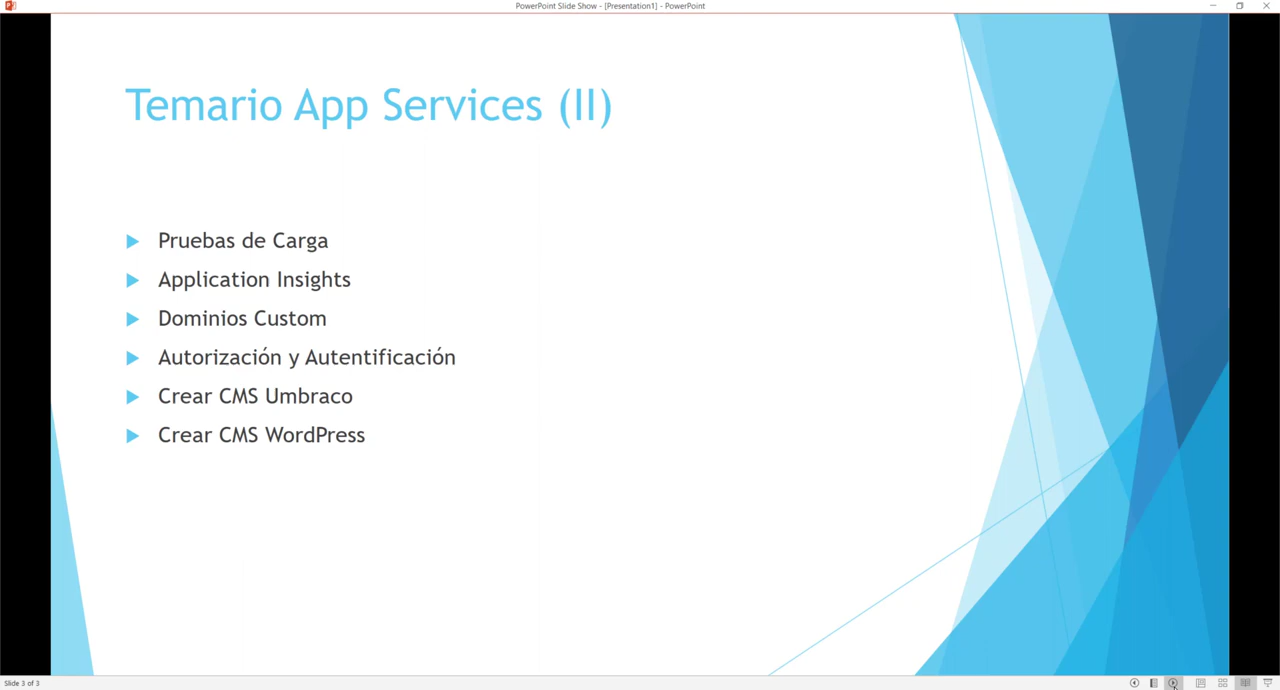 PowerPoint Slide Show - [Presentation1] - PowerPoint
Temario App Services (II)
Pruebas de Carga
Application Insights
Dominios Custom
Autorización y Autentificación
Crear CMS Umbraco
Crear CMS WordPress
Slide 3 of 3